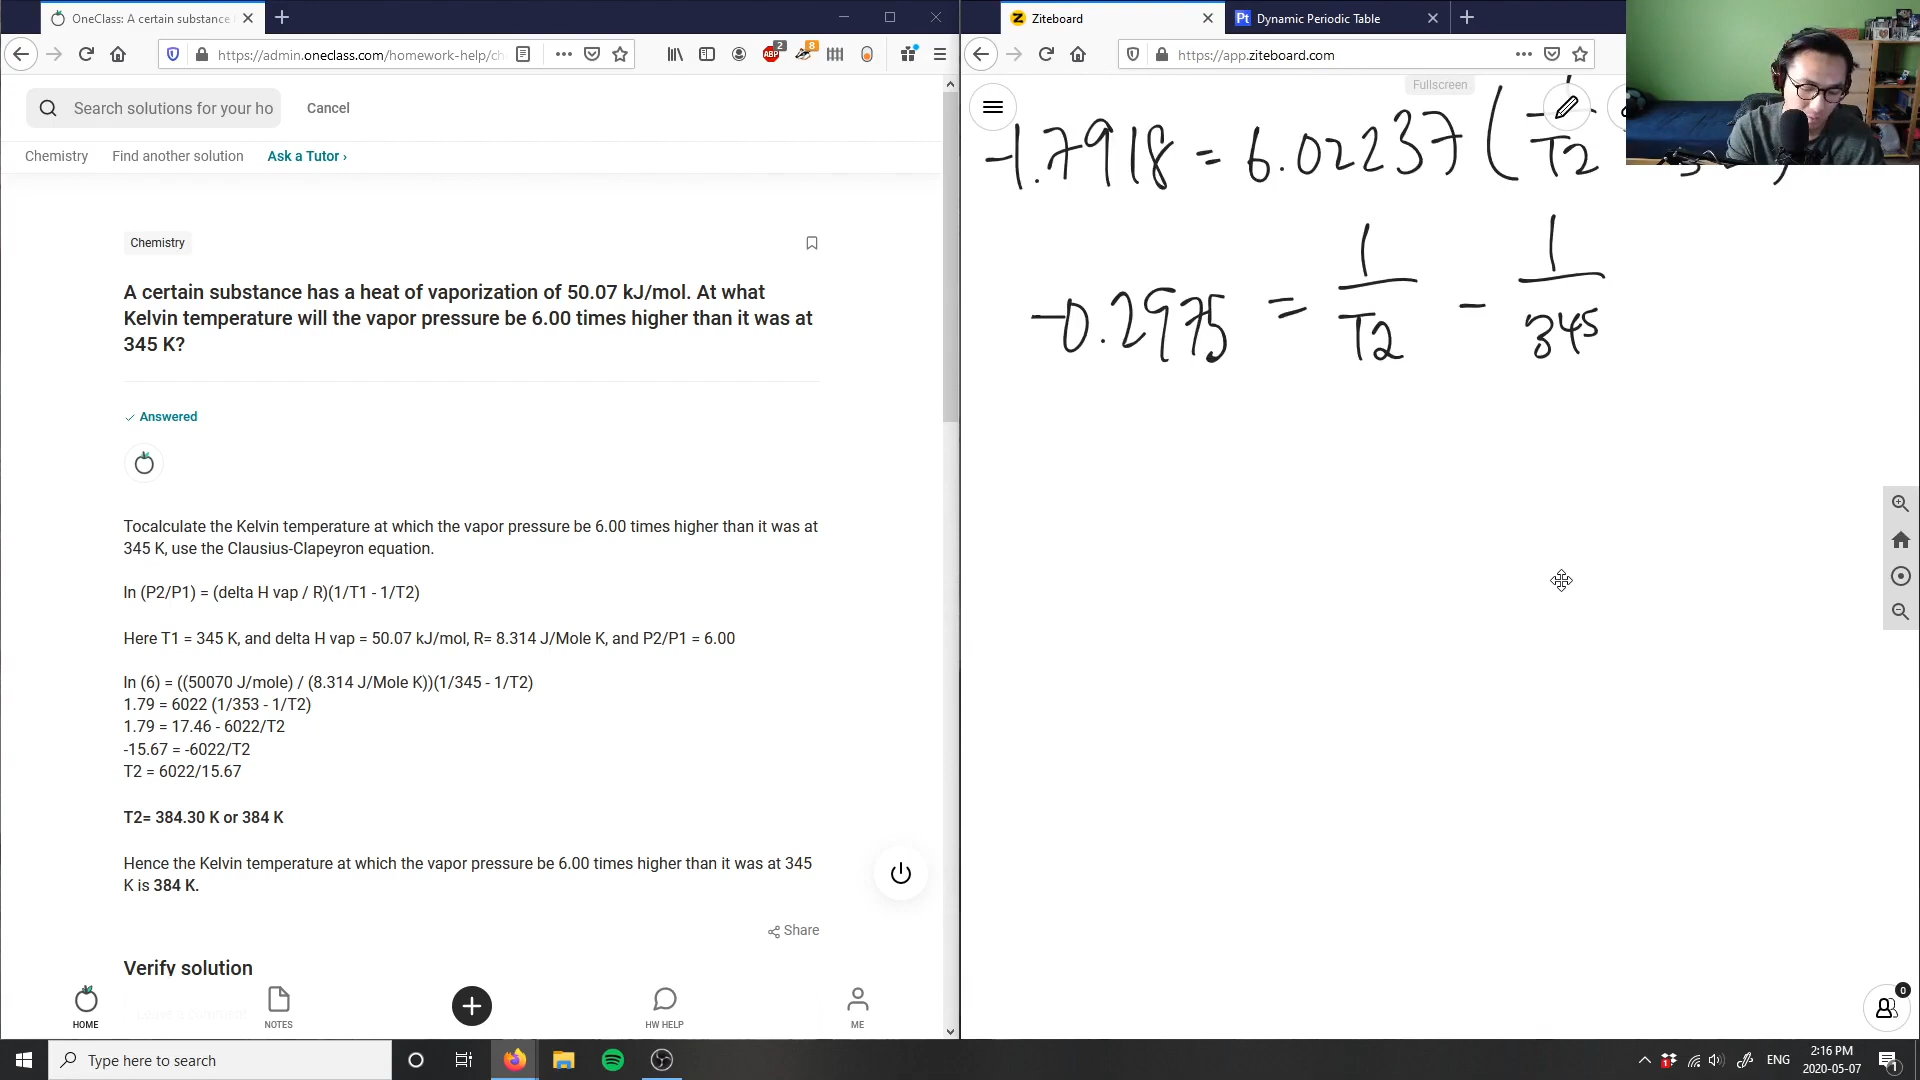 OneClass: A certain substance
Ziteboard
Dynamic Periodic Table
https://admin.oneclass.com/homework-help/ch
ABP
2
8
https://app.ziteboard.com
Search solutions for your ho
Cancel
Fullscreen
Chemistry
Find another solution
Ask a Tutor ›
Chemistry
A certain substance has a heat of vaporization of 50.07 kJ/mol. At what
Kelvin temperature will the vapor pressure be 6.00 times higher than it was at
345 K?
Answered
Tocalculate the Kelvin temperature at which the vapor pressure be 6.00 times higher than it was at
345 K, use the Clausius-Clapeyron equation.
In (P2/P1) = (delta H vap / R)(1/T1 - 1/T2)
Here T1 = 345 K, and delta H vap = 50.07 kJ/mol, R= 8.314 J/Mole K, and P2/P1 = 6.00
In (6) = ((50070 J/mole) / (8.314 J/Mole K))(1/345 - 1/T2)
1.79 = 6022 (1/353 - 1/T2)
1.79 = 17.46 - 6022/T2
-15.67 = -6022/T2
T2 = 6022/15.67
T2= 384.30 K or 384 K
Hence the Kelvin temperature at which the vapor pressure be 6.00 times higher than it was at 345
K is 384 K.
Share
Verify solution
HOME
NOTES
HW HELP
ME
-1.7918 = 6.02237 ( 1/T2
-0.2975 = 1/T2 - 1/345
0
Type here to search
ENG
2:16 PM
2020-05-07
1